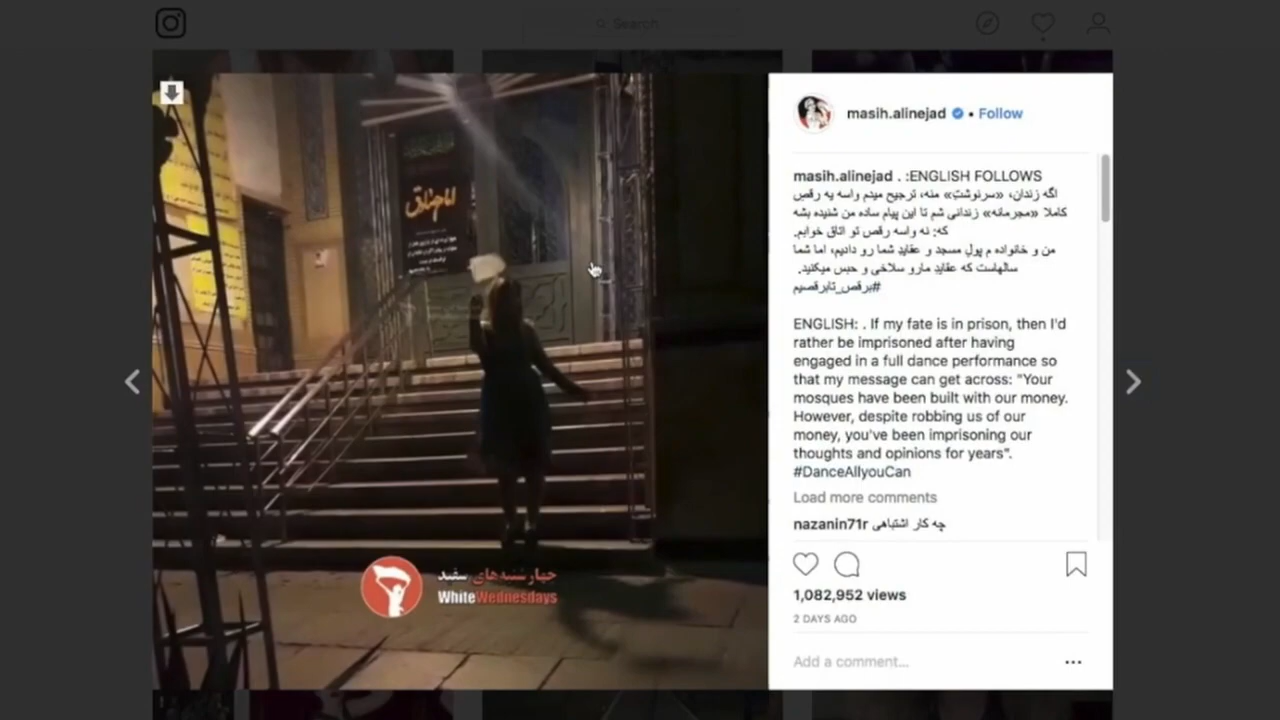 Search
امام صادق
masih.alinejad • Follow
masih.alinejad . :ENGLISH FOLLOWS
اگه زندان، «سرنوشتِ» منه، ترجیح میدم واسه یه رقصِ
کاملا «مجرمانه» زندانی شم تا این پیام ساده من شنیده بشه
که: نه واسه رقص تو اتاق خوابم.
من و خانواده م پولِ مسجد و عقایدِ شما رو دادیم، اما شما
سالهاست که عقایدِ مارو سلاخی و حبس میکنید.
#برقص_تابرقصیم
ENGLISH: . If my fate is in prison, then I'd
rather be imprisoned after having
engaged in a full dance performance so
that my message can get across: "Your
mosques have been built with our money.
However, despite robbing us of our
money, you've been imprisoning our
thoughts and opinions for years".
#DanceAllyouCan
Load more comments
nazanin71r چه کار اشتباهی
1,082,952 views
2 DAYS AGO
Add a comment...
چهارشنبه‌های سفید
WhiteWednesdays